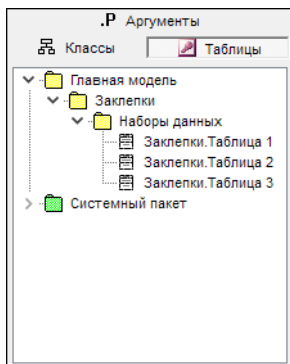 .P Аргументы
Классы Таблицы
Главная модель
Заклепки
Наборы данных
Заклепки.Таблица 1
Заклепки.Таблица 2
Заклепки.Таблица 3
Системный пакет